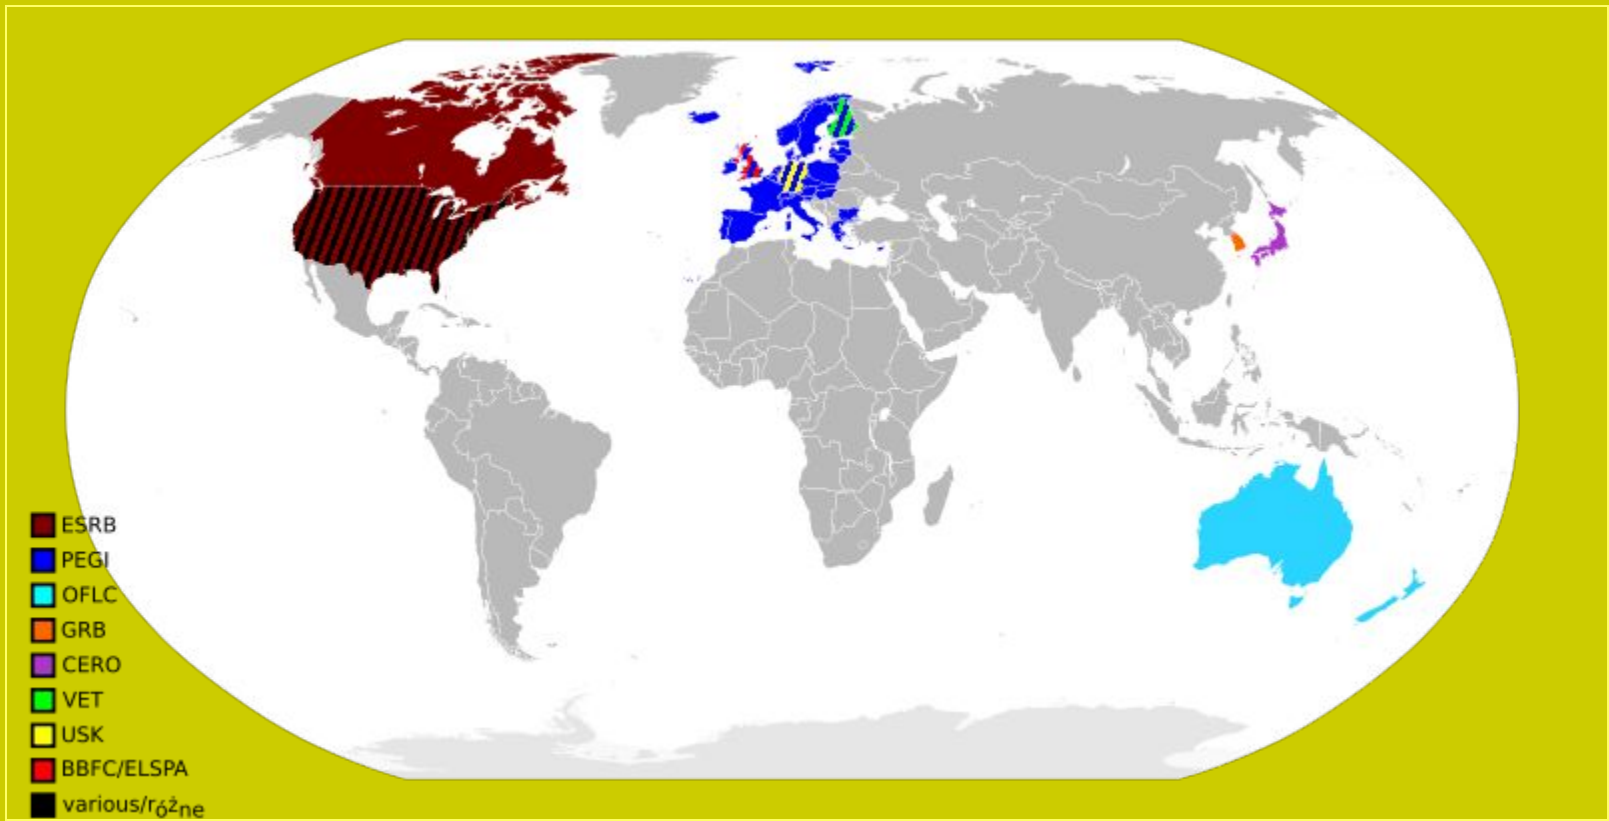 ESRB
PEGI
OFLC
GRB
CERO
VET
USK
BBFC/ELSPA
various/różne